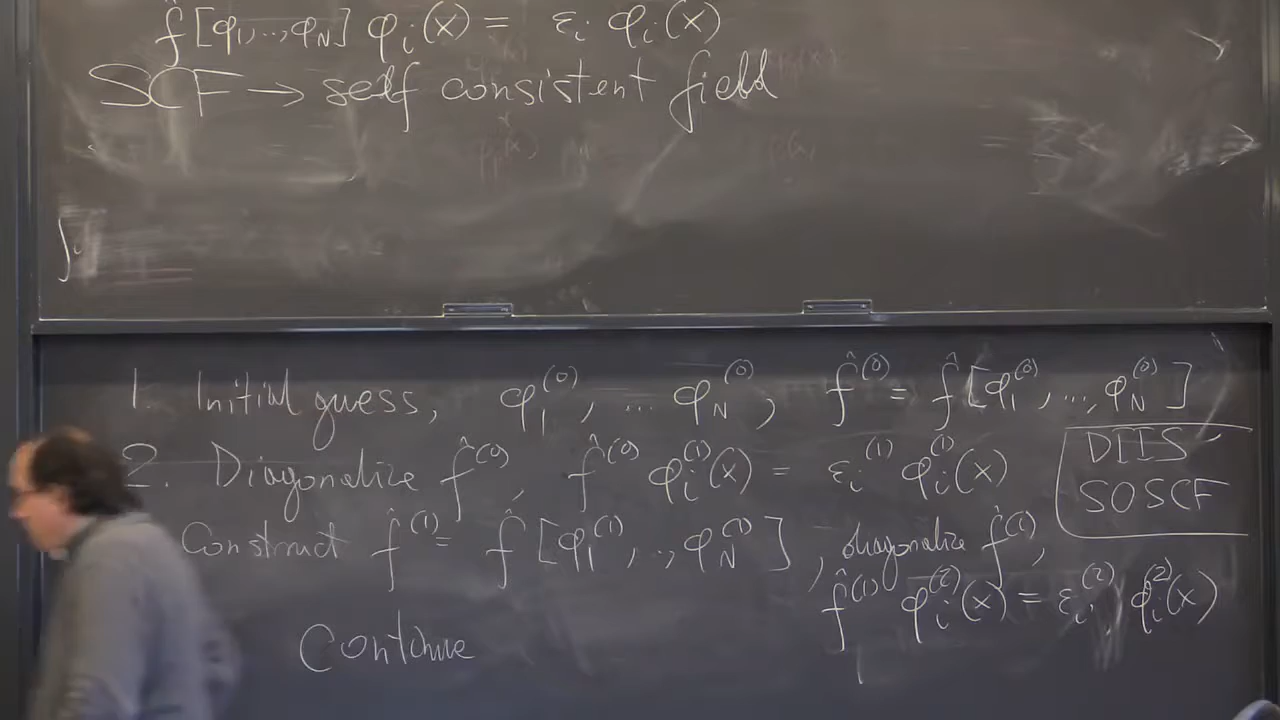 f̂[φ₁,..,φ_N] φᵢ(x) = εᵢ φᵢ(x)
SCF → self consistent field
1. Initial guess, φ₁⁽⁰⁾, ... φ_N⁽⁰⁾, f̂⁽⁰⁾ = f̂[φ₁⁽⁰⁾,...,φ_N⁽⁰⁾]
2. Diagonalize f̂⁽⁰⁾, f̂⁽⁰⁾ φᵢ⁽¹⁾(x) = εᵢ⁽¹⁾ φᵢ⁽¹⁾(x)
DIIS
SOSCF
Construct f̂⁽¹⁾ = f̂[φ₁⁽¹⁾,..,φ_N⁽¹⁾], diagonalize f̂⁽¹⁾,
f̂⁽¹⁾ φᵢ⁽²⁾(x) = εᵢ⁽²⁾ φᵢ⁽²⁾(x)
Continue